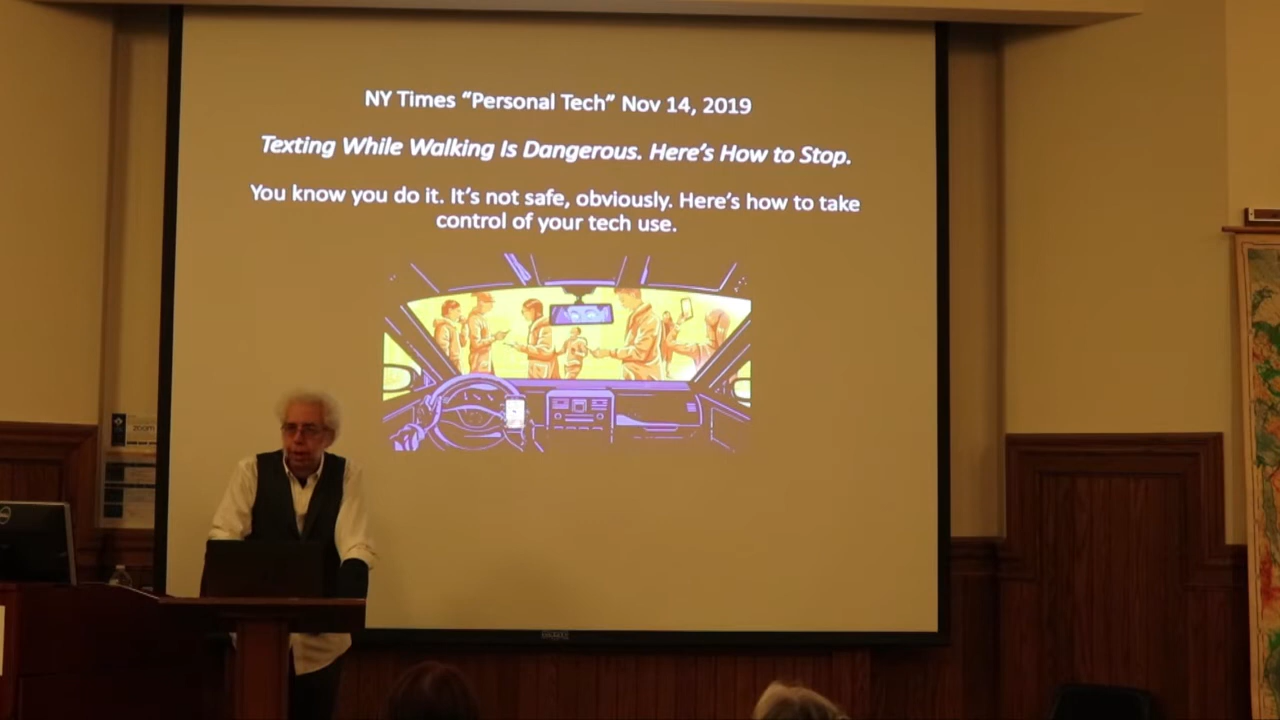 NY Times “Personal Tech” Nov 14, 2019
Texting While Walking Is Dangerous. Here’s How to Stop.
You know you do it. It’s not safe, obviously. Here’s how to take
control of your tech use.
zoom